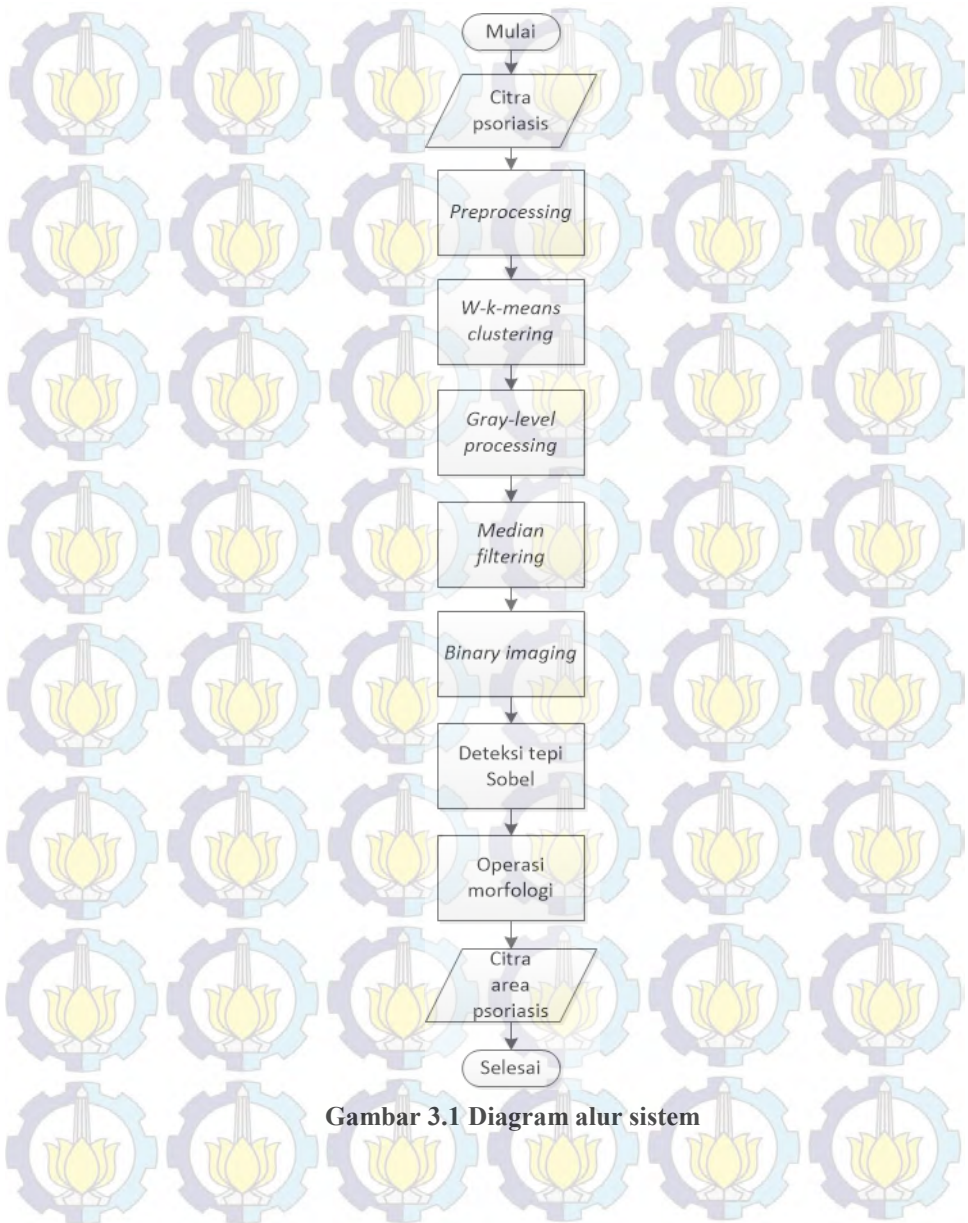 Mulai
Citra
psoriasis
Preprocessing
W-k-means
clustering
Gray-level
processing
Median
filtering
Binary imaging
Deteksi tepi
Sobel
Operasi
morfologi
Citra
area
psoriasis
Selesai
Gambar 3.1 Diagram alur sistem